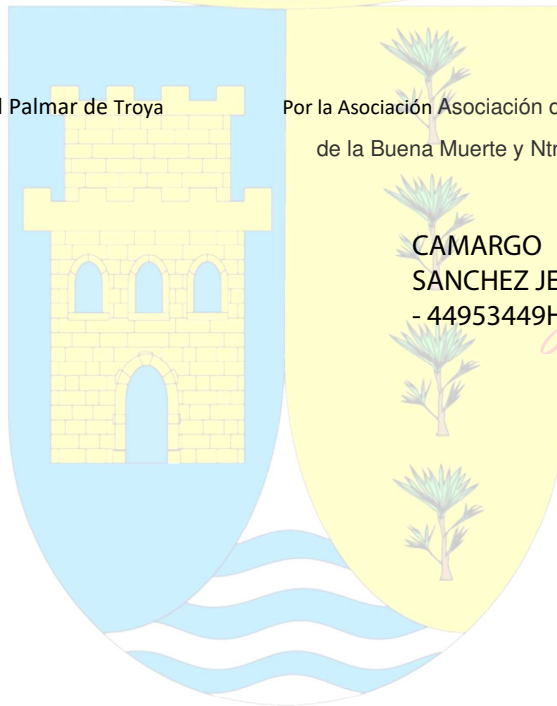 Palmar de Troya Por la Asociación Asociación
de la Buena Muerte y
CAMARGO
SANCHEZ
- 44953449H